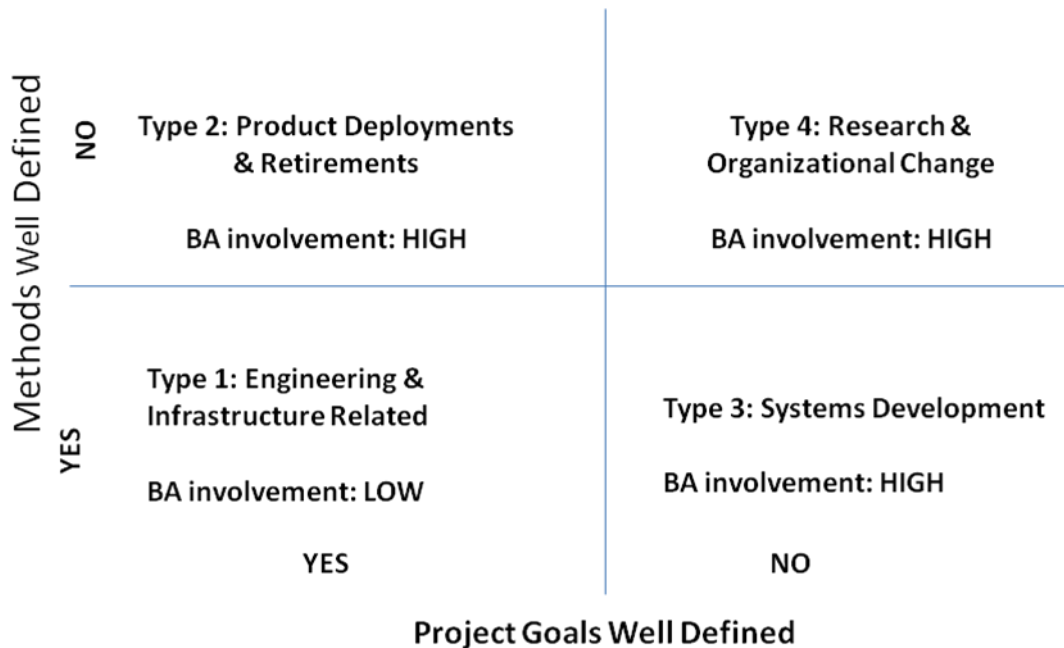 Methods Well Defined
NO
Type 2: Product Deployments
& Retirements
BA involvement: HIGH
Type 4: Research &
Organizational Change
BA involvement: HIGH
YES
Type 1: Engineering &
Infrastructure Related
BA involvement: LOW
Type 3: Systems Development
BA involvement: HIGH
YES
NO
Project Goals Well Defined